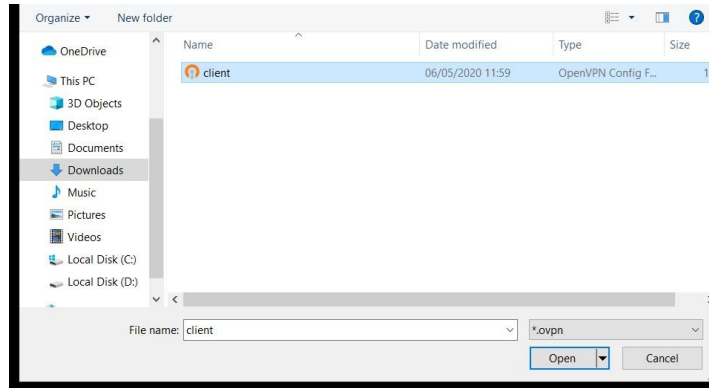 Organize New folder
OneDrive
This PC
3D Objects
Desktop
Documents
Downloads
Music
Pictures
Videos
Local Disk (C:)
Local Disk (D:)
Name Date modified Type Size
client 06/05/2020 11:59 OpenVPN Config F... 1
File name: client *.ovpn
Open Cancel